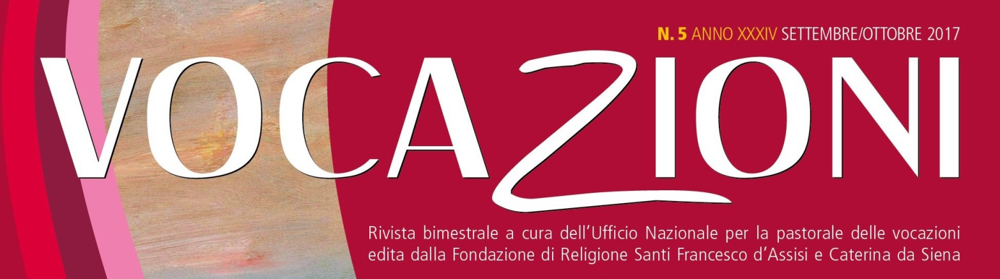 N. 5 ANNO XXXIV SETTEMBRE/OTTOBRE 2017
VOCAZIONI
Rivista bimestrale a cura dell'Ufficio Nazionale per la pastorale delle vocazioni
edita dalla Fondazione di Religione Santi Francesco d'Assisi e Caterina da Siena